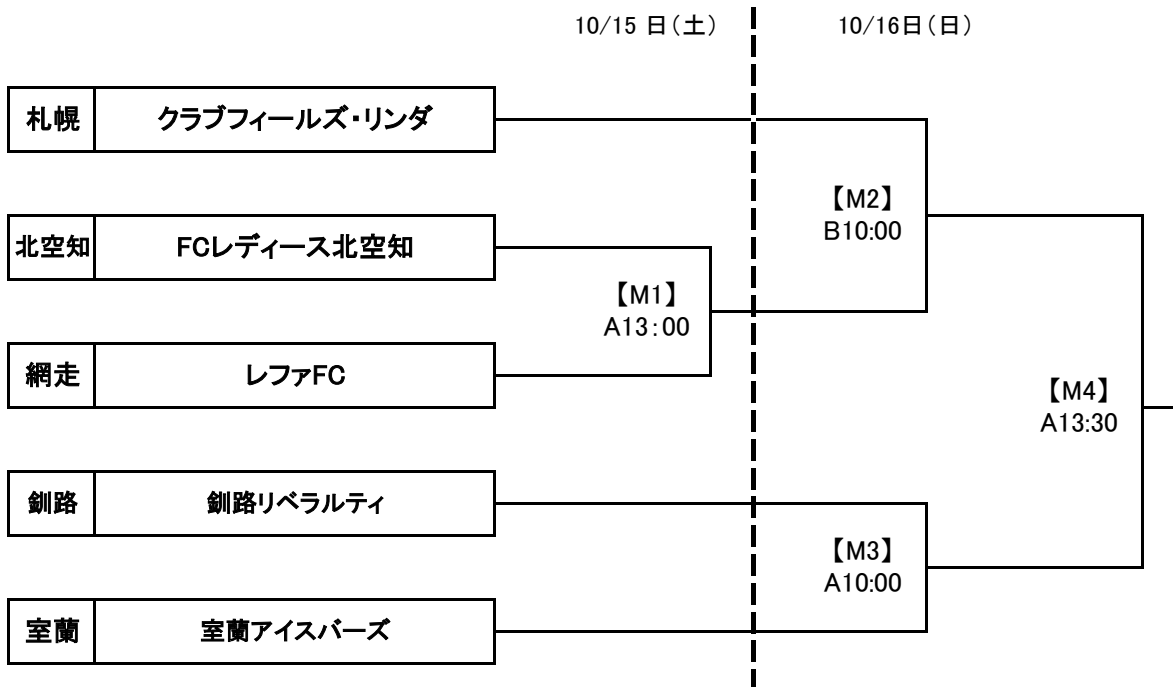 10/15 日(土) 10/16日(日)
札幌 クラブフィールズ・リンダ
【M2】
B10:00
北空知 FCレディース北空知
【M1】
A13:00
網走 レファFC
【M4】
A13:30
釧路 釧路リベラルティ
【M3】
A10:00
室蘭 室蘭アイスバーズ